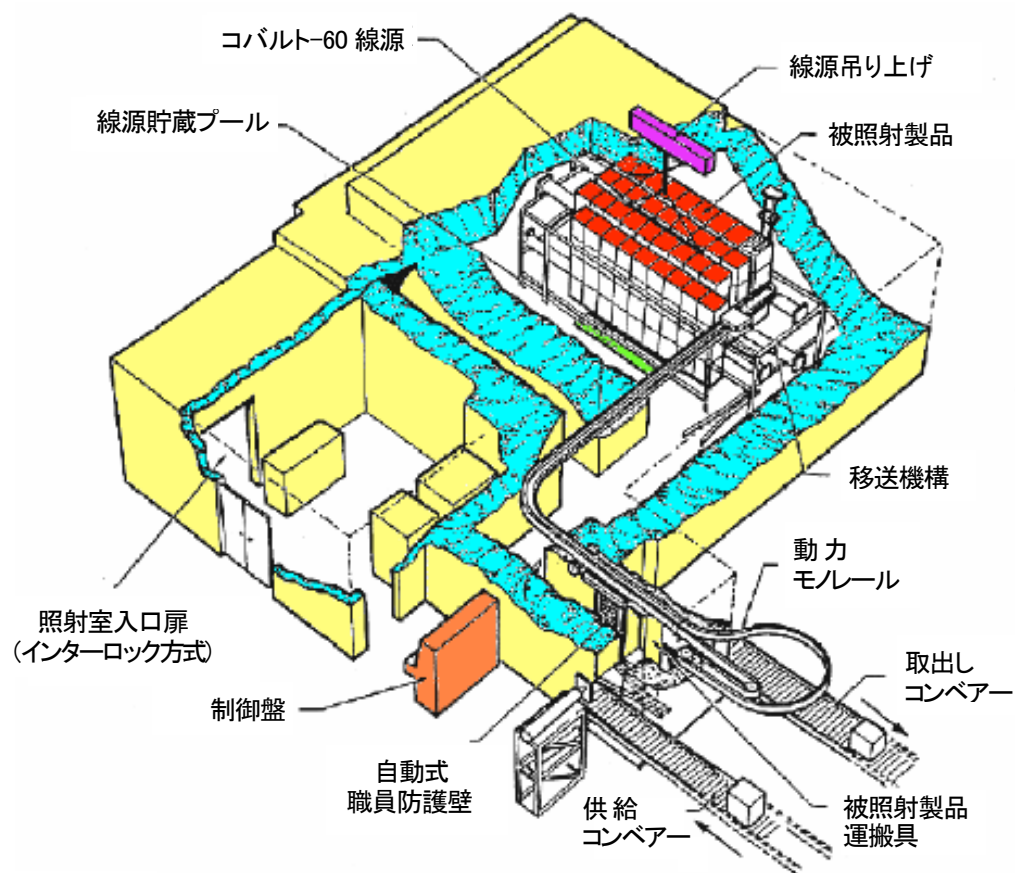 コバルト-60 線源
線源吊り上げ
線源貯蔵プール
被照射製品
移送機構
動 力
モノレール
照射室入口扉
(インターロック方式)
取出し
コンベアー
制御盤
自動式
職員防護壁
供 給
コンベアー
被照射製品
運搬具